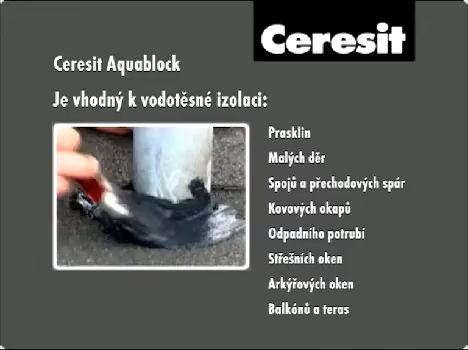 Ceresit
Ceresit Aquablock
Je vhodný k vodotěsné izolaci:
Prasklin
Malých děr
Spojů a přechodových spár
Kovových okapů
Odpadního potrubí
Střešních oken
Arkýřových oken
Balkónů a teras